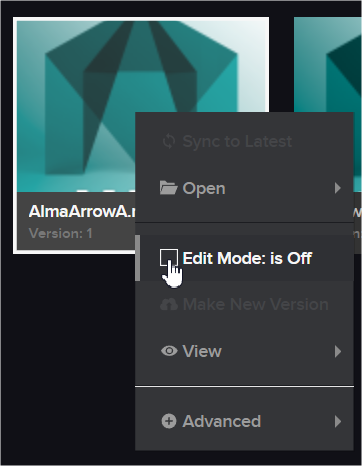 Sync to Latest
Open
AlmaArrowA.
Version: 1
Edit Mode: is Off
Make New Version
View
Advanced